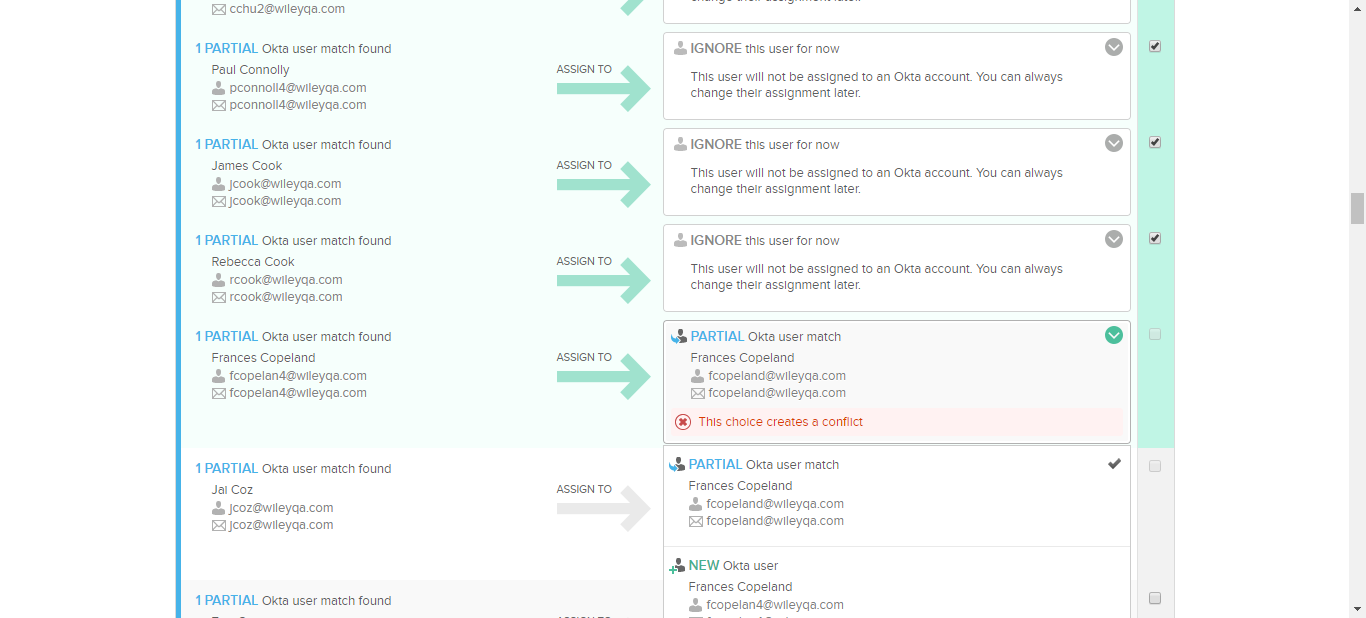 change their assignment later.
cchu2@wileyqa.com
1 PARTIAL Okta user match found
Paul Connolly
pconnoll4@wileyqa.com
pconnoll4@wileyqa.com
ASSIGN TO
IGNORE this user for now
This user will not be assigned to an Okta account. You can always
change their assignment later.
1 PARTIAL Okta user match found
James Cook
jcook@wileyqa.com
jcook@wileyqa.com
ASSIGN TO
IGNORE this user for now
This user will not be assigned to an Okta account. You can always
change their assignment later.
1 PARTIAL Okta user match found
Rebecca Cook
rcook@wileyqa.com
rcook@wileyqa.com
ASSIGN TO
IGNORE this user for now
This user will not be assigned to an Okta account. You can always
change their assignment later.
1 PARTIAL Okta user match found
Frances Copeland
fcopelan4@wileyqa.com
fcopelan4@wileyqa.com
ASSIGN TO
PARTIAL Okta user match
Frances Copeland
fcopeland@wileyqa.com
fcopeland@wileyqa.com
This choice creates a conflict
1 PARTIAL Okta user match found
Jai Coz
jcoz@wileyqa.com
jcoz@wileyqa.com
ASSIGN TO
PARTIAL Okta user match
Frances Copeland
fcopeland@wileyqa.com
fcopeland@wileyqa.com
NEW Okta user
Frances Copeland
fcopelan4@wileyqa.com
1 PARTIAL Okta user match found